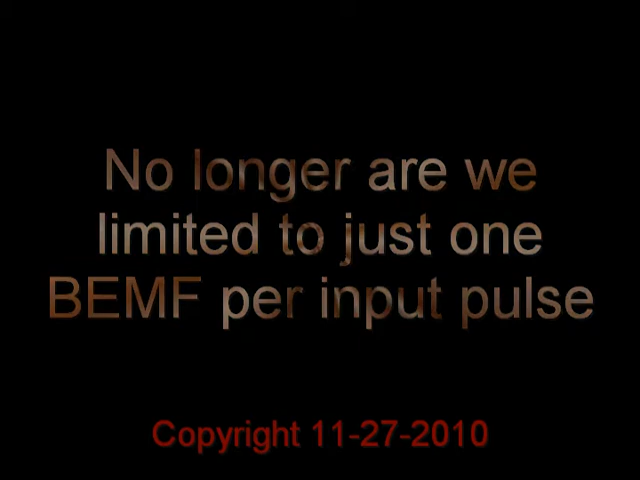 No longer are we
limited to just one
BEMF per input pulse
Copyright 11-27-2010